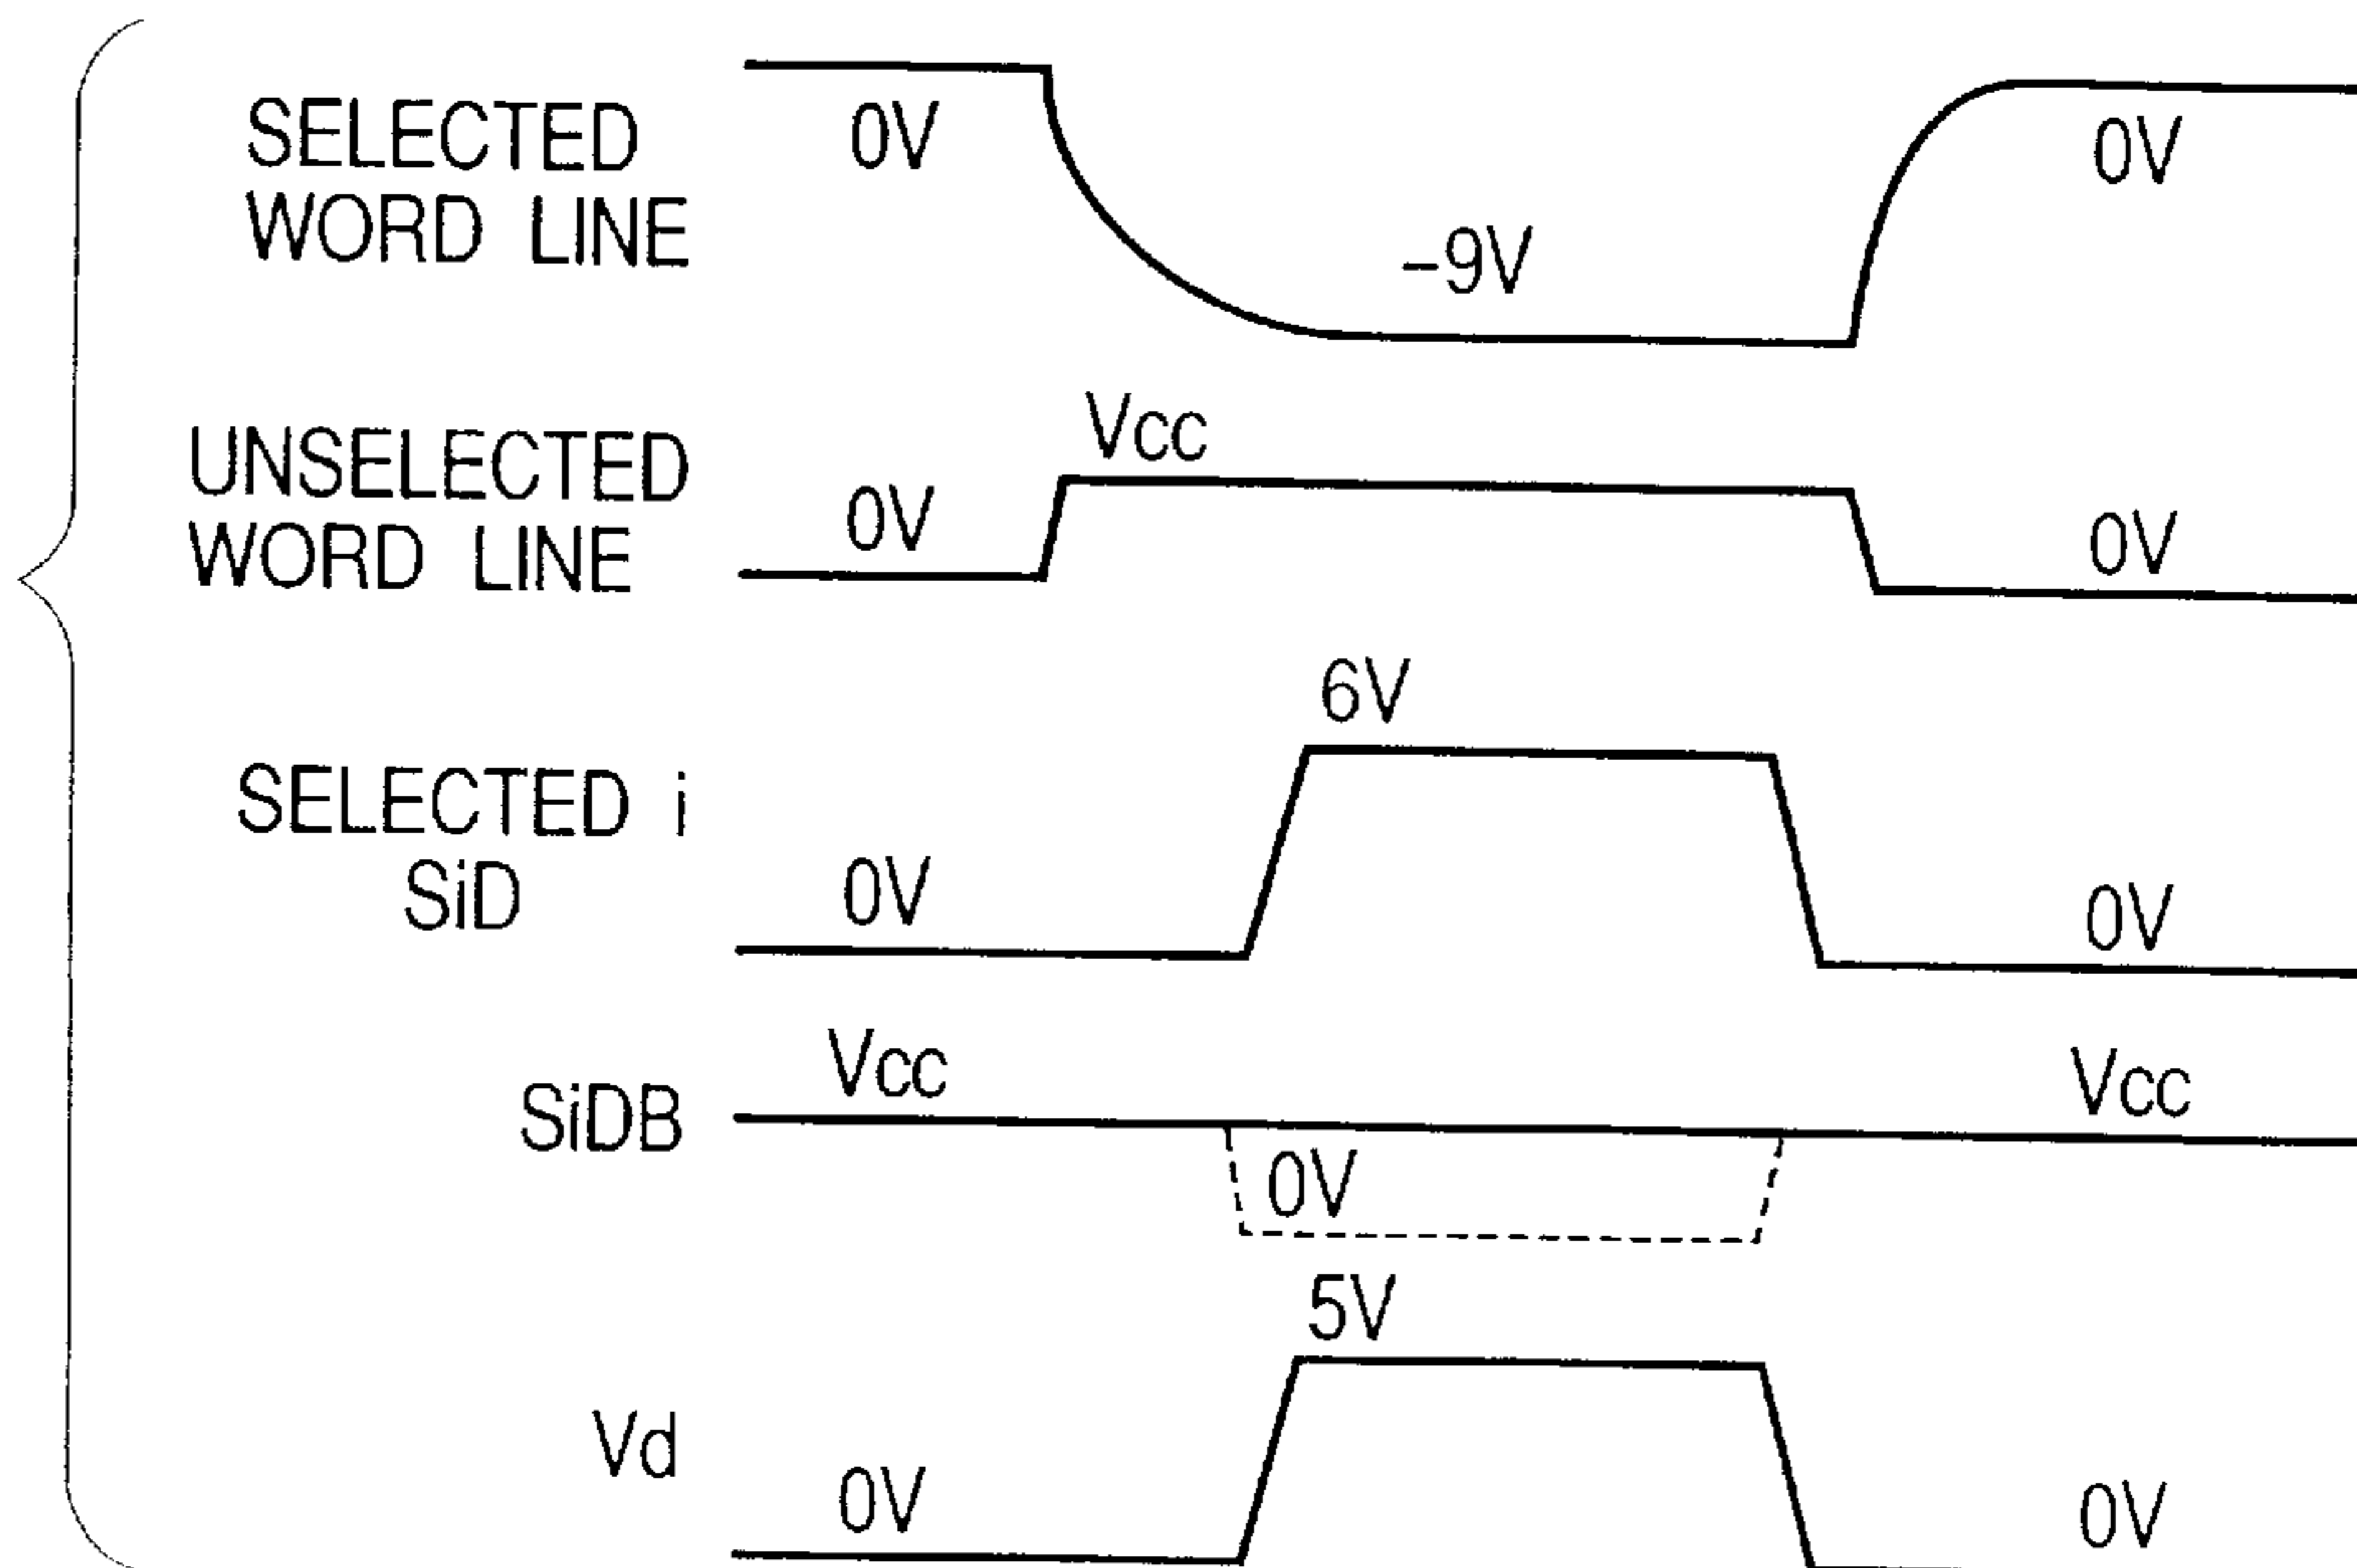 SELECTED
WORD LINE
0V
-9V
0V
UNSELECTED
WORD LINE
0V
Vcc
0V
SELECTED i
SiD
0V
6V
0V
SiDB
Vcc
0V
Vcc
Vd
0V
5V
0V